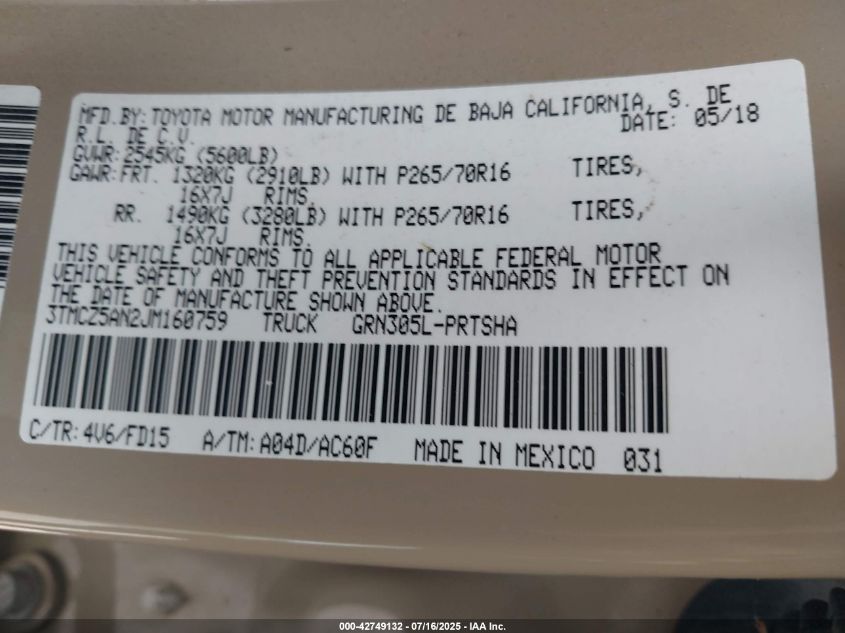 MFD.BY: TOYOTA MOTOR MANUFACTURING DE BAJA CALIFORNIA, S. DE
R.L. DE C.V. DATE: 05/18
GVWR: 2545KG (5600LB)
GAWR: FRT. 1320KG (2910LB) WITH P265/70R16 TIRES,
16X7J RIMS,
RR. 1490KG (3280LB) WITH P265/70R16 TIRES,
16X7J RIMS,
THIS VEHICLE CONFORMS TO ALL APPLICABLE FEDERAL MOTOR
VEHICLE SAFETY AND THEFT PREVENTION STANDARDS IN EFFECT ON
THE DATE OF MANUFACTURE SHOWN ABOVE.
3TMCZ5AN2JM160759 TRUCK GRN305L-PRTSHA
C/TR: 4V6/FD15 A/TM: A04D/AC60F MADE IN MEXICO 031
000-42749132 - 07/16/2025 - IAA Inc.